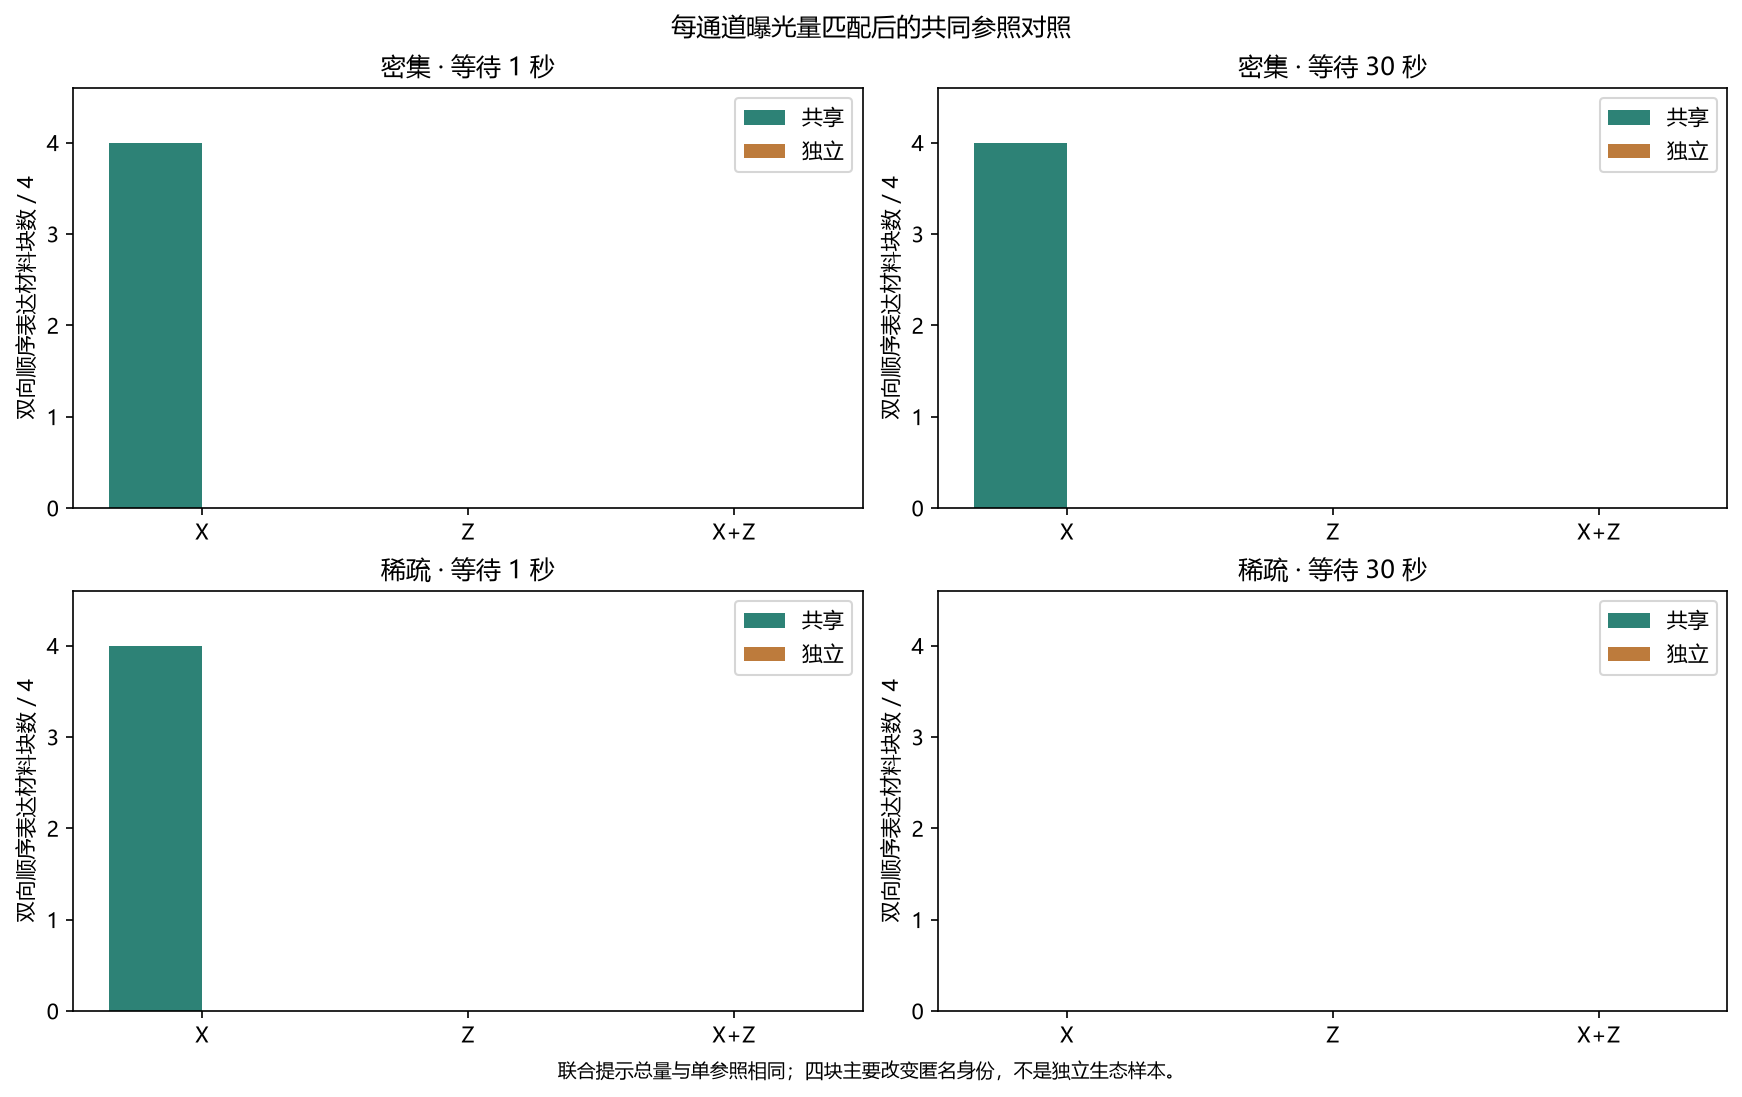 每通道曝光量匹配后的共同参照对照
密集 · 等待 1 秒
双向顺序表达材料块数 / 4
4
3
2
1
0
X
Z
X+Z
共享
独立
密集 · 等待 30 秒
双向顺序表达材料块数 / 4
4
3
2
1
0
X
Z
X+Z
共享
独立
稀疏 · 等待 1 秒
双向顺序表达材料块数 / 4
4
3
2
1
0
X
Z
X+Z
共享
独立
稀疏 · 等待 30 秒
双向顺序表达材料块数 / 4
4
3
2
1
0
X
Z
X+Z
共享
独立
联合提示总量与单参照相同；四块主要改变匿名身份，不是独立生态样本。